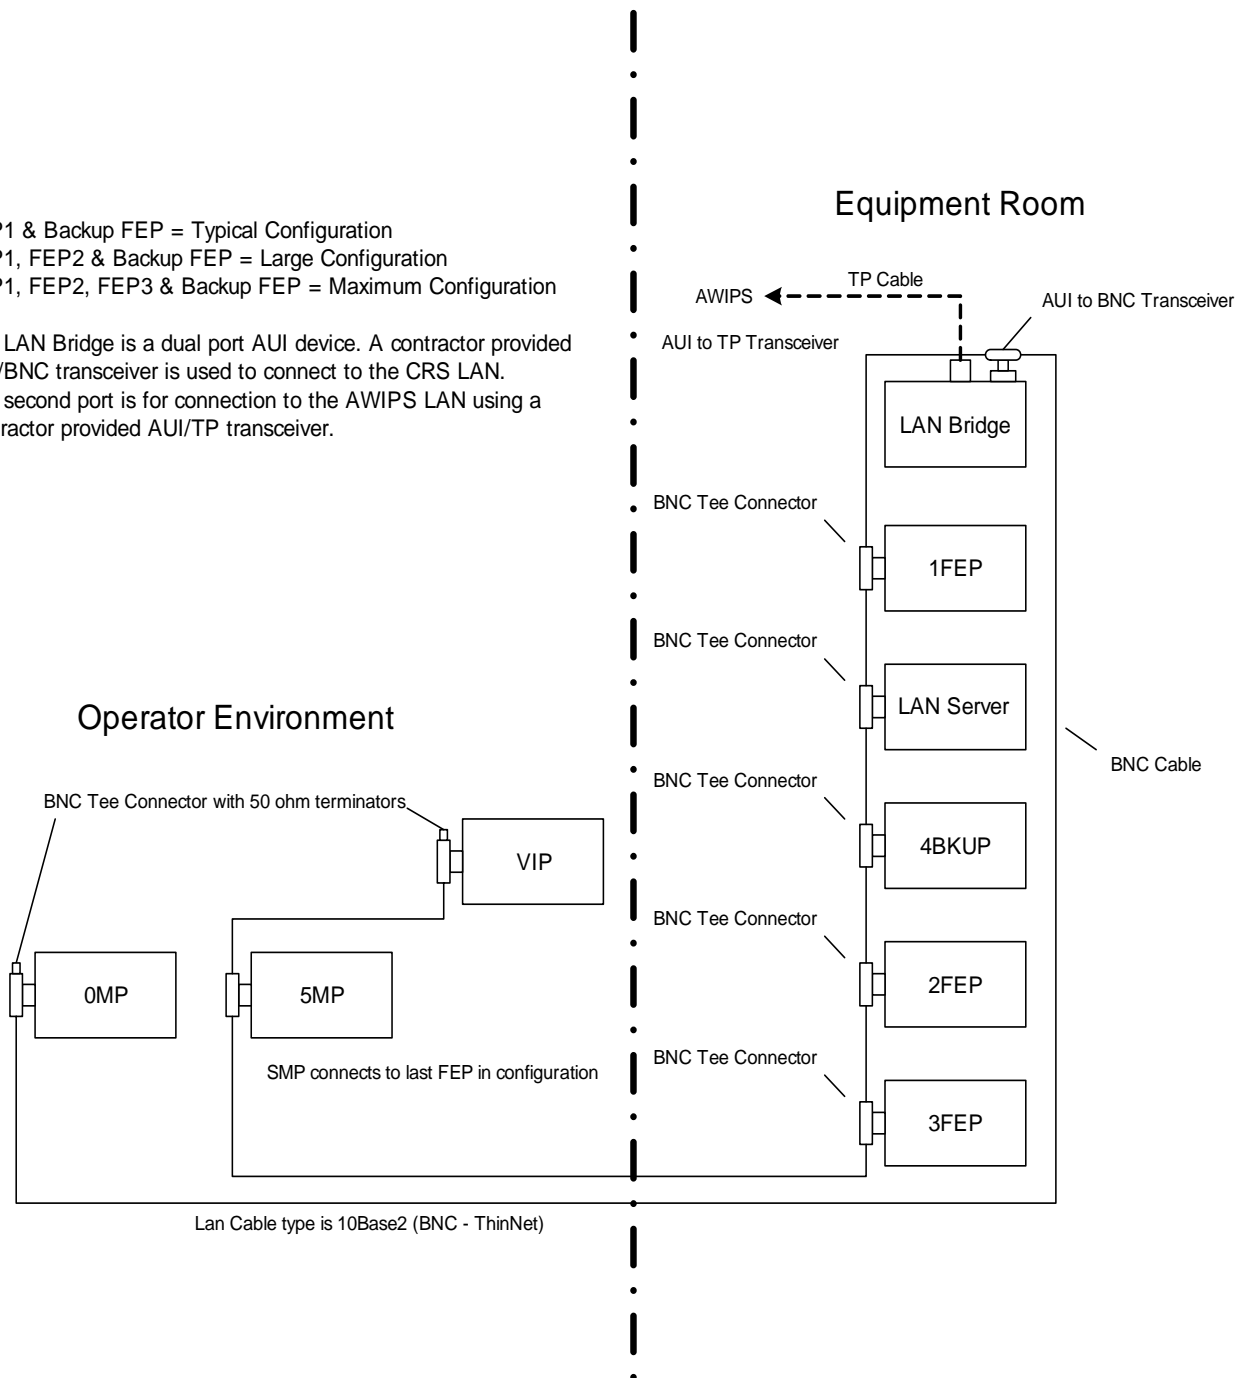 Equipment Room
P1 & Backup FEP = Typical Configuration
P1, FEP2 & Backup FEP = Large Configuration
P1, FEP2, FEP3 & Backup FEP = Maximum Configuration
LAN Bridge is a dual port AUI device. A contractor provided
/BNC transceiver is used to connect to the CRS LAN.
second port is for connection to the AWIPS LAN using a
ractor provided AUI/TP transceiver.
AWIPS
TP Cable
AUI to BNC Transceiver
AUI to TP Transceiver
LAN Bridge
BNC Tee Connector
1FEP
BNC Tee Connector
LAN Server
BNC Cable
BNC Tee Connector
4BKUP
BNC Tee Connector
2FEP
BNC Tee Connector
3FEP
Operator Environment
BNC Tee Connector with 50 ohm terminators
VIP
0MP
5MP
SMP connects to last FEP in configuration
Lan Cable type is 10Base2 (BNC - ThinNet)